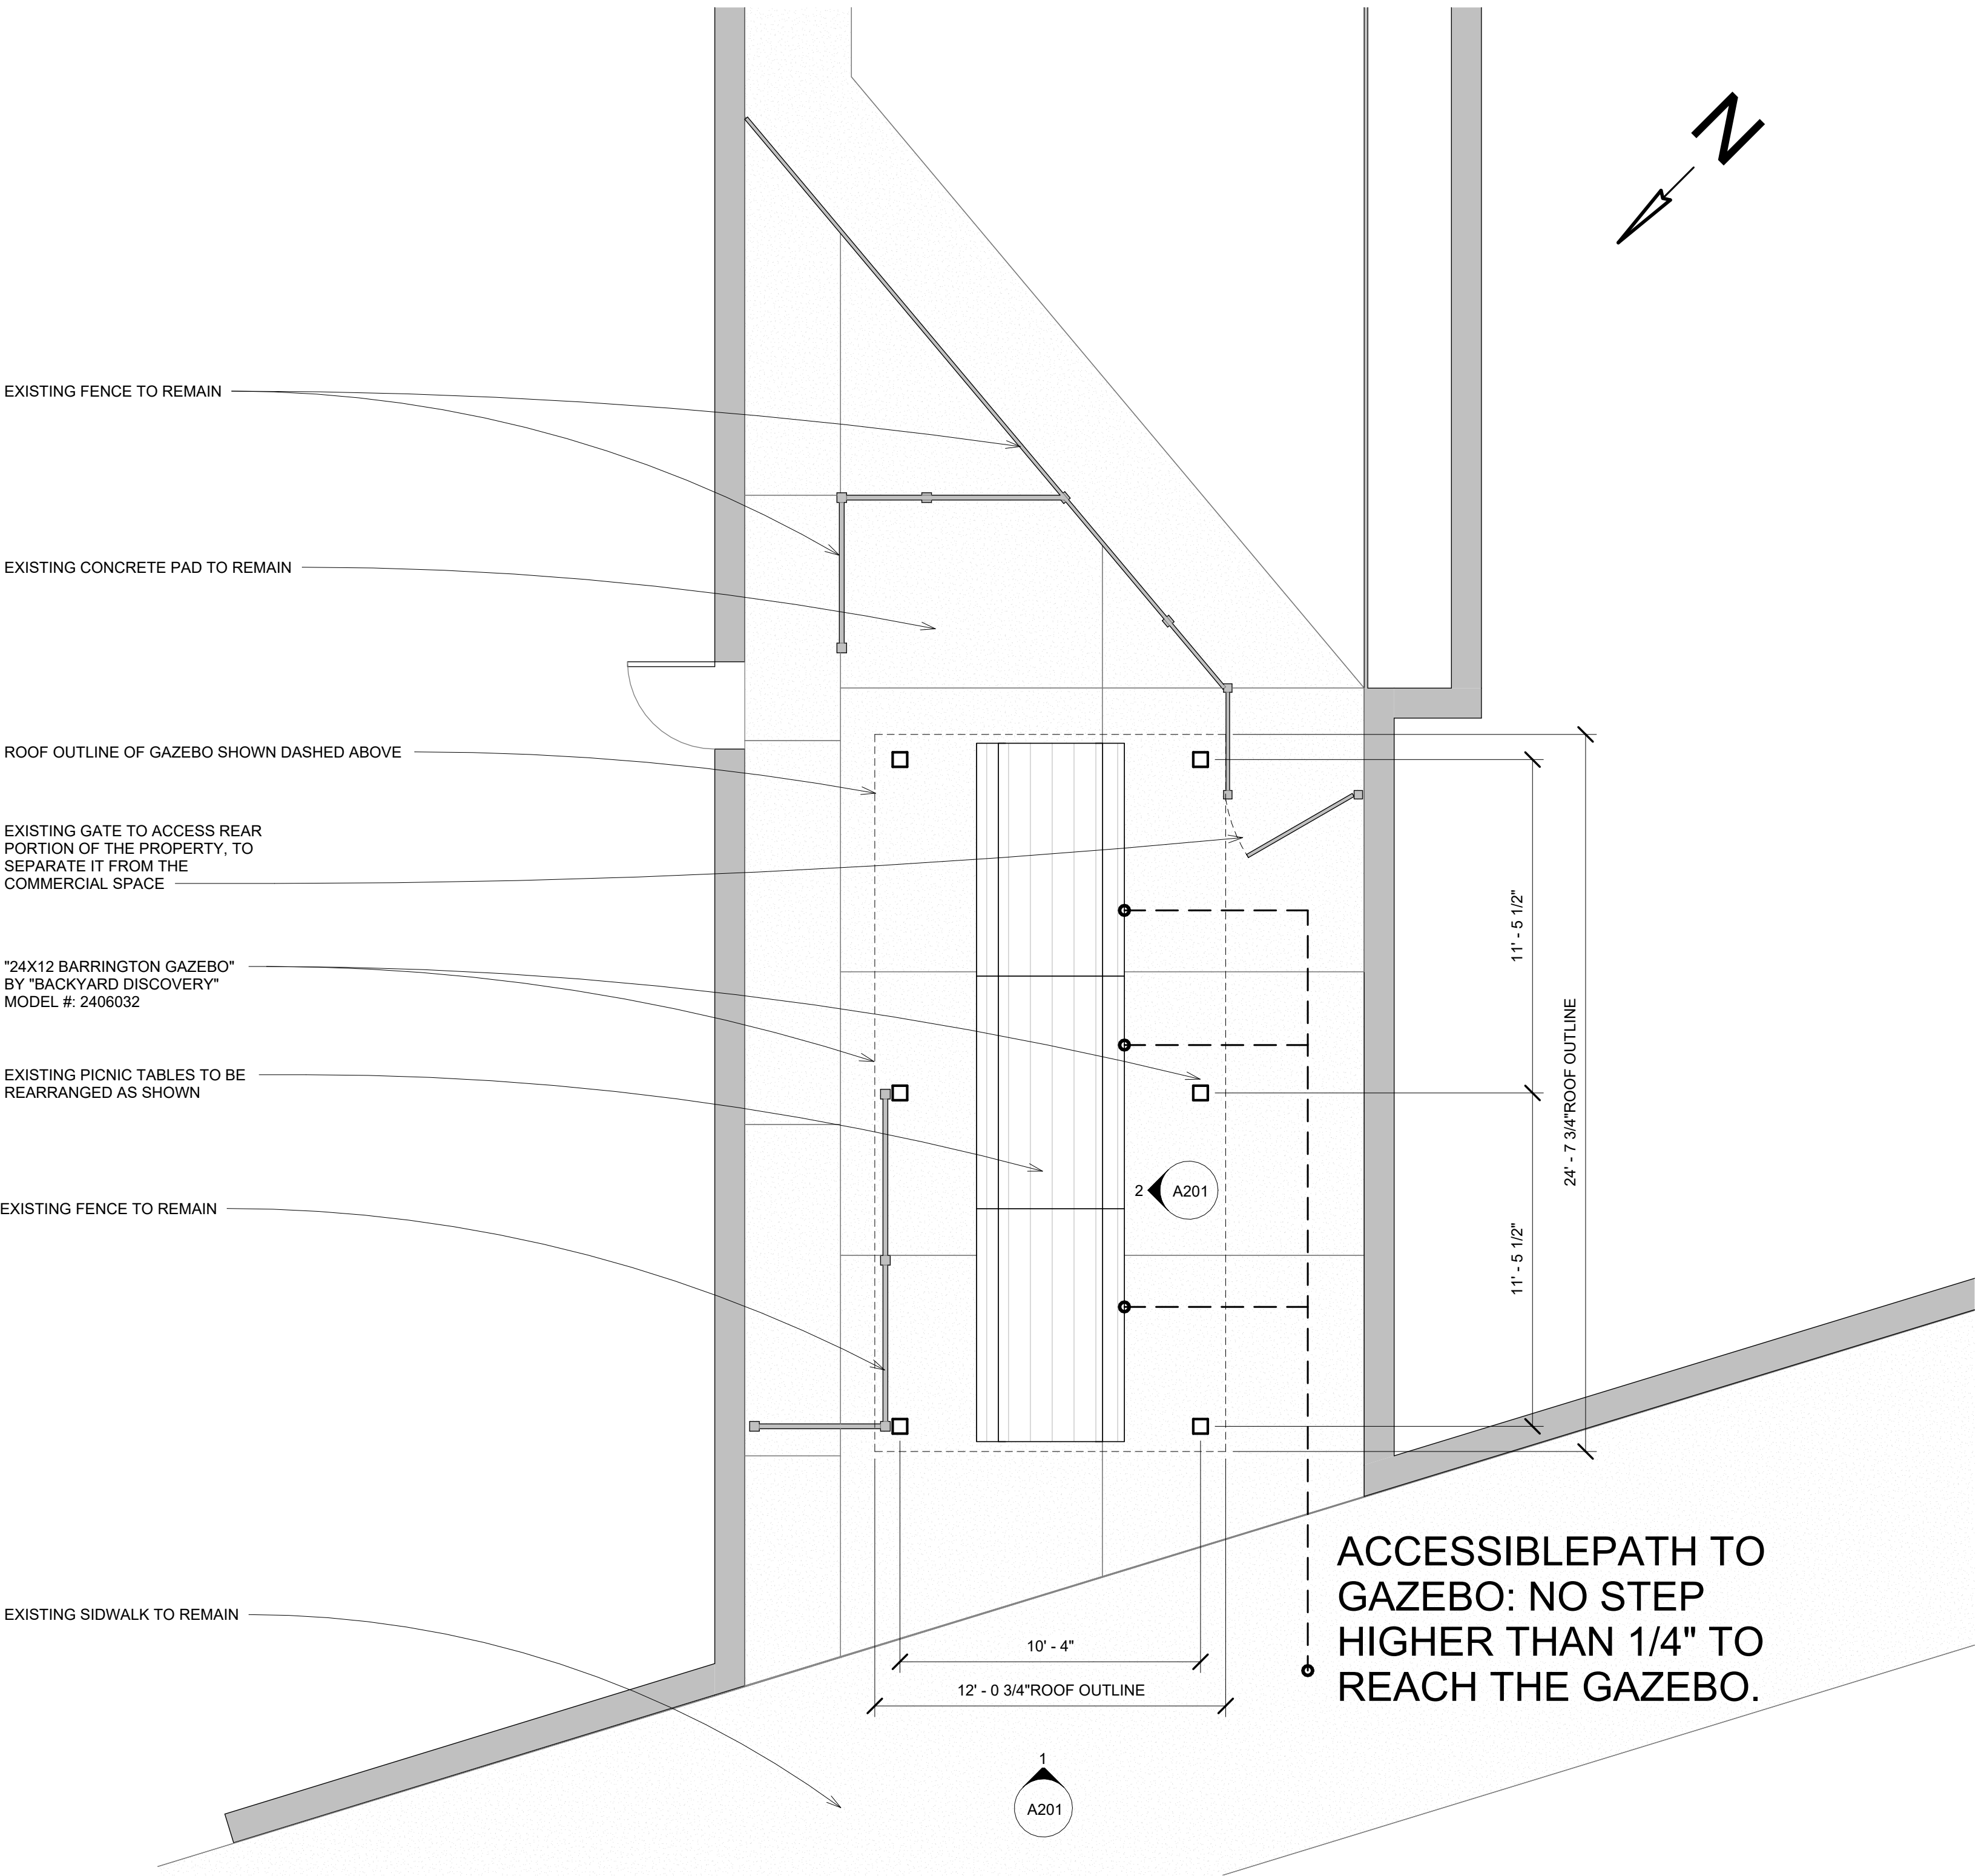 N
EXISTING FENCE TO REMAIN
EXISTING CONCRETE PAD TO REMAIN
ROOF OUTLINE OF GAZEBO SHOWN DASHED ABOVE
EXISTING GATE TO ACCESS REAR
PORTION OF THE PROPERTY, TO
SEPARATE IT FROM THE
COMMERCIAL SPACE
"24X12 BARRINGTON GAZEBO"
BY "BACKYARD DISCOVERY"
MODEL #: 2406032
EXISTING PICNIC TABLES TO BE
REARRANGED AS SHOWN
EXISTING FENCE TO REMAIN
EXISTING SIDWALK TO REMAIN
11' - 5 1/2"
24' - 7 3/4"ROOF OUTLINE
11' - 5 1/2"
2
A201
ACCESSIBLEPATH TO
GAZEBO: NO STEP
HIGHER THAN 1/4" TO
REACH THE GAZEBO.
10' - 4"
12' - 0 3/4"ROOF OUTLINE
1
A201